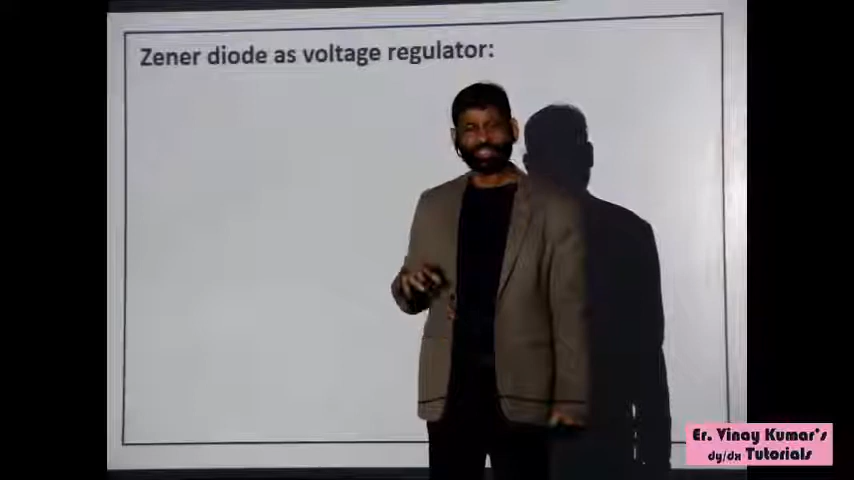 Zener diode as voltage regulator:
Er. Vinay Kumar's
dy/dx Tutorials